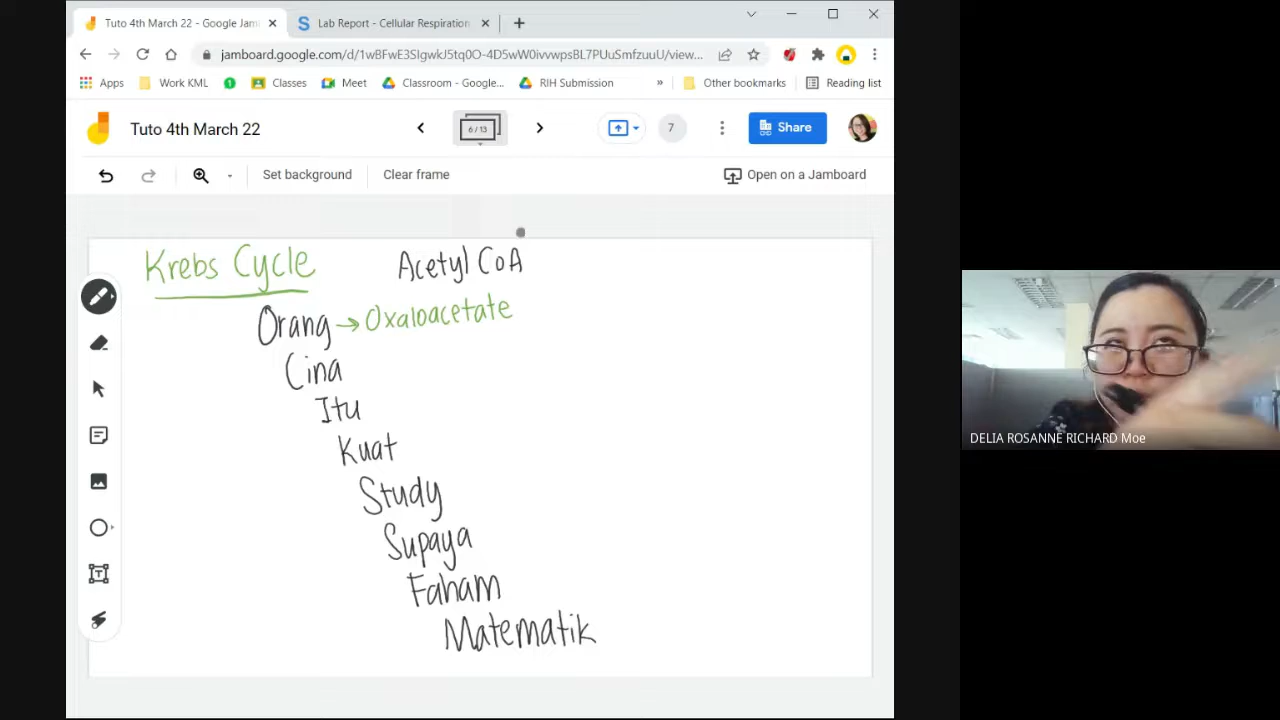 Tuto 4th March 22 - Google Jam
Lab Report - Cellular Respiration
jamboard.google.com/d/1wBFwE3SIgwkJ5tq0O-4D5wW0ivvwpsBL7PUuSmfzuuU/view...
Apps Work KML 1 Classes Meet Classroom - Google... RIH Submission » Other bookmarks Reading list
Tuto 4th March 22
6 / 13
7
Share
Set background Clear frame Open on a Jamboard
Krebs Cycle Acetyl CoA
Orang → Oxaloacetate
Cina
Itu
Kuat
Study
Supaya
Faham
Matematik
DELIA ROSANNE RICHARD Moe